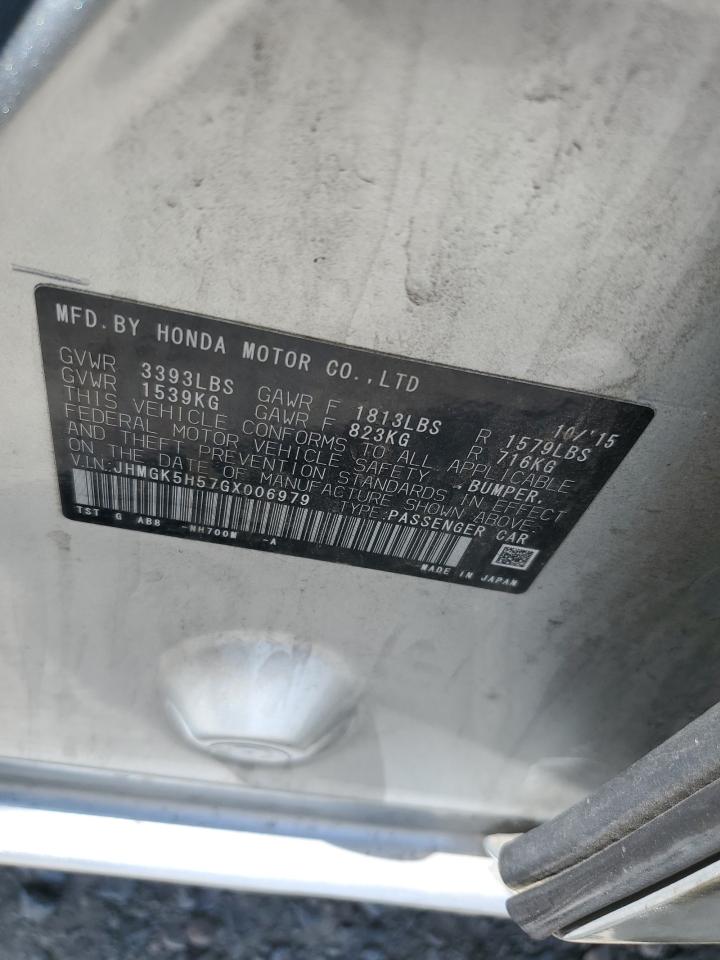 MFD. BY HONDA MOTOR CO.,LTD 10/'15
GVWR 3393LBS GAWR F 1813LBS R 1579LBS
GVWR 1539KG GAWR F 823KG R 716KG
THIS VEHICLE CONFORMS TO ALL APPLICABLE
FEDERAL MOTOR VEHICLE SAFETY, BUMPER,
AND THEFT PREVENTION STANDARDS IN EFFECT
ON THE DATE OF MANUFACTURE SHOWN ABOVE.
V.I.N: JHMGK5H57GX006979 TYPE:PASSENGER CAR
TST G AB8 -NH700M -A MADE IN JAPAN